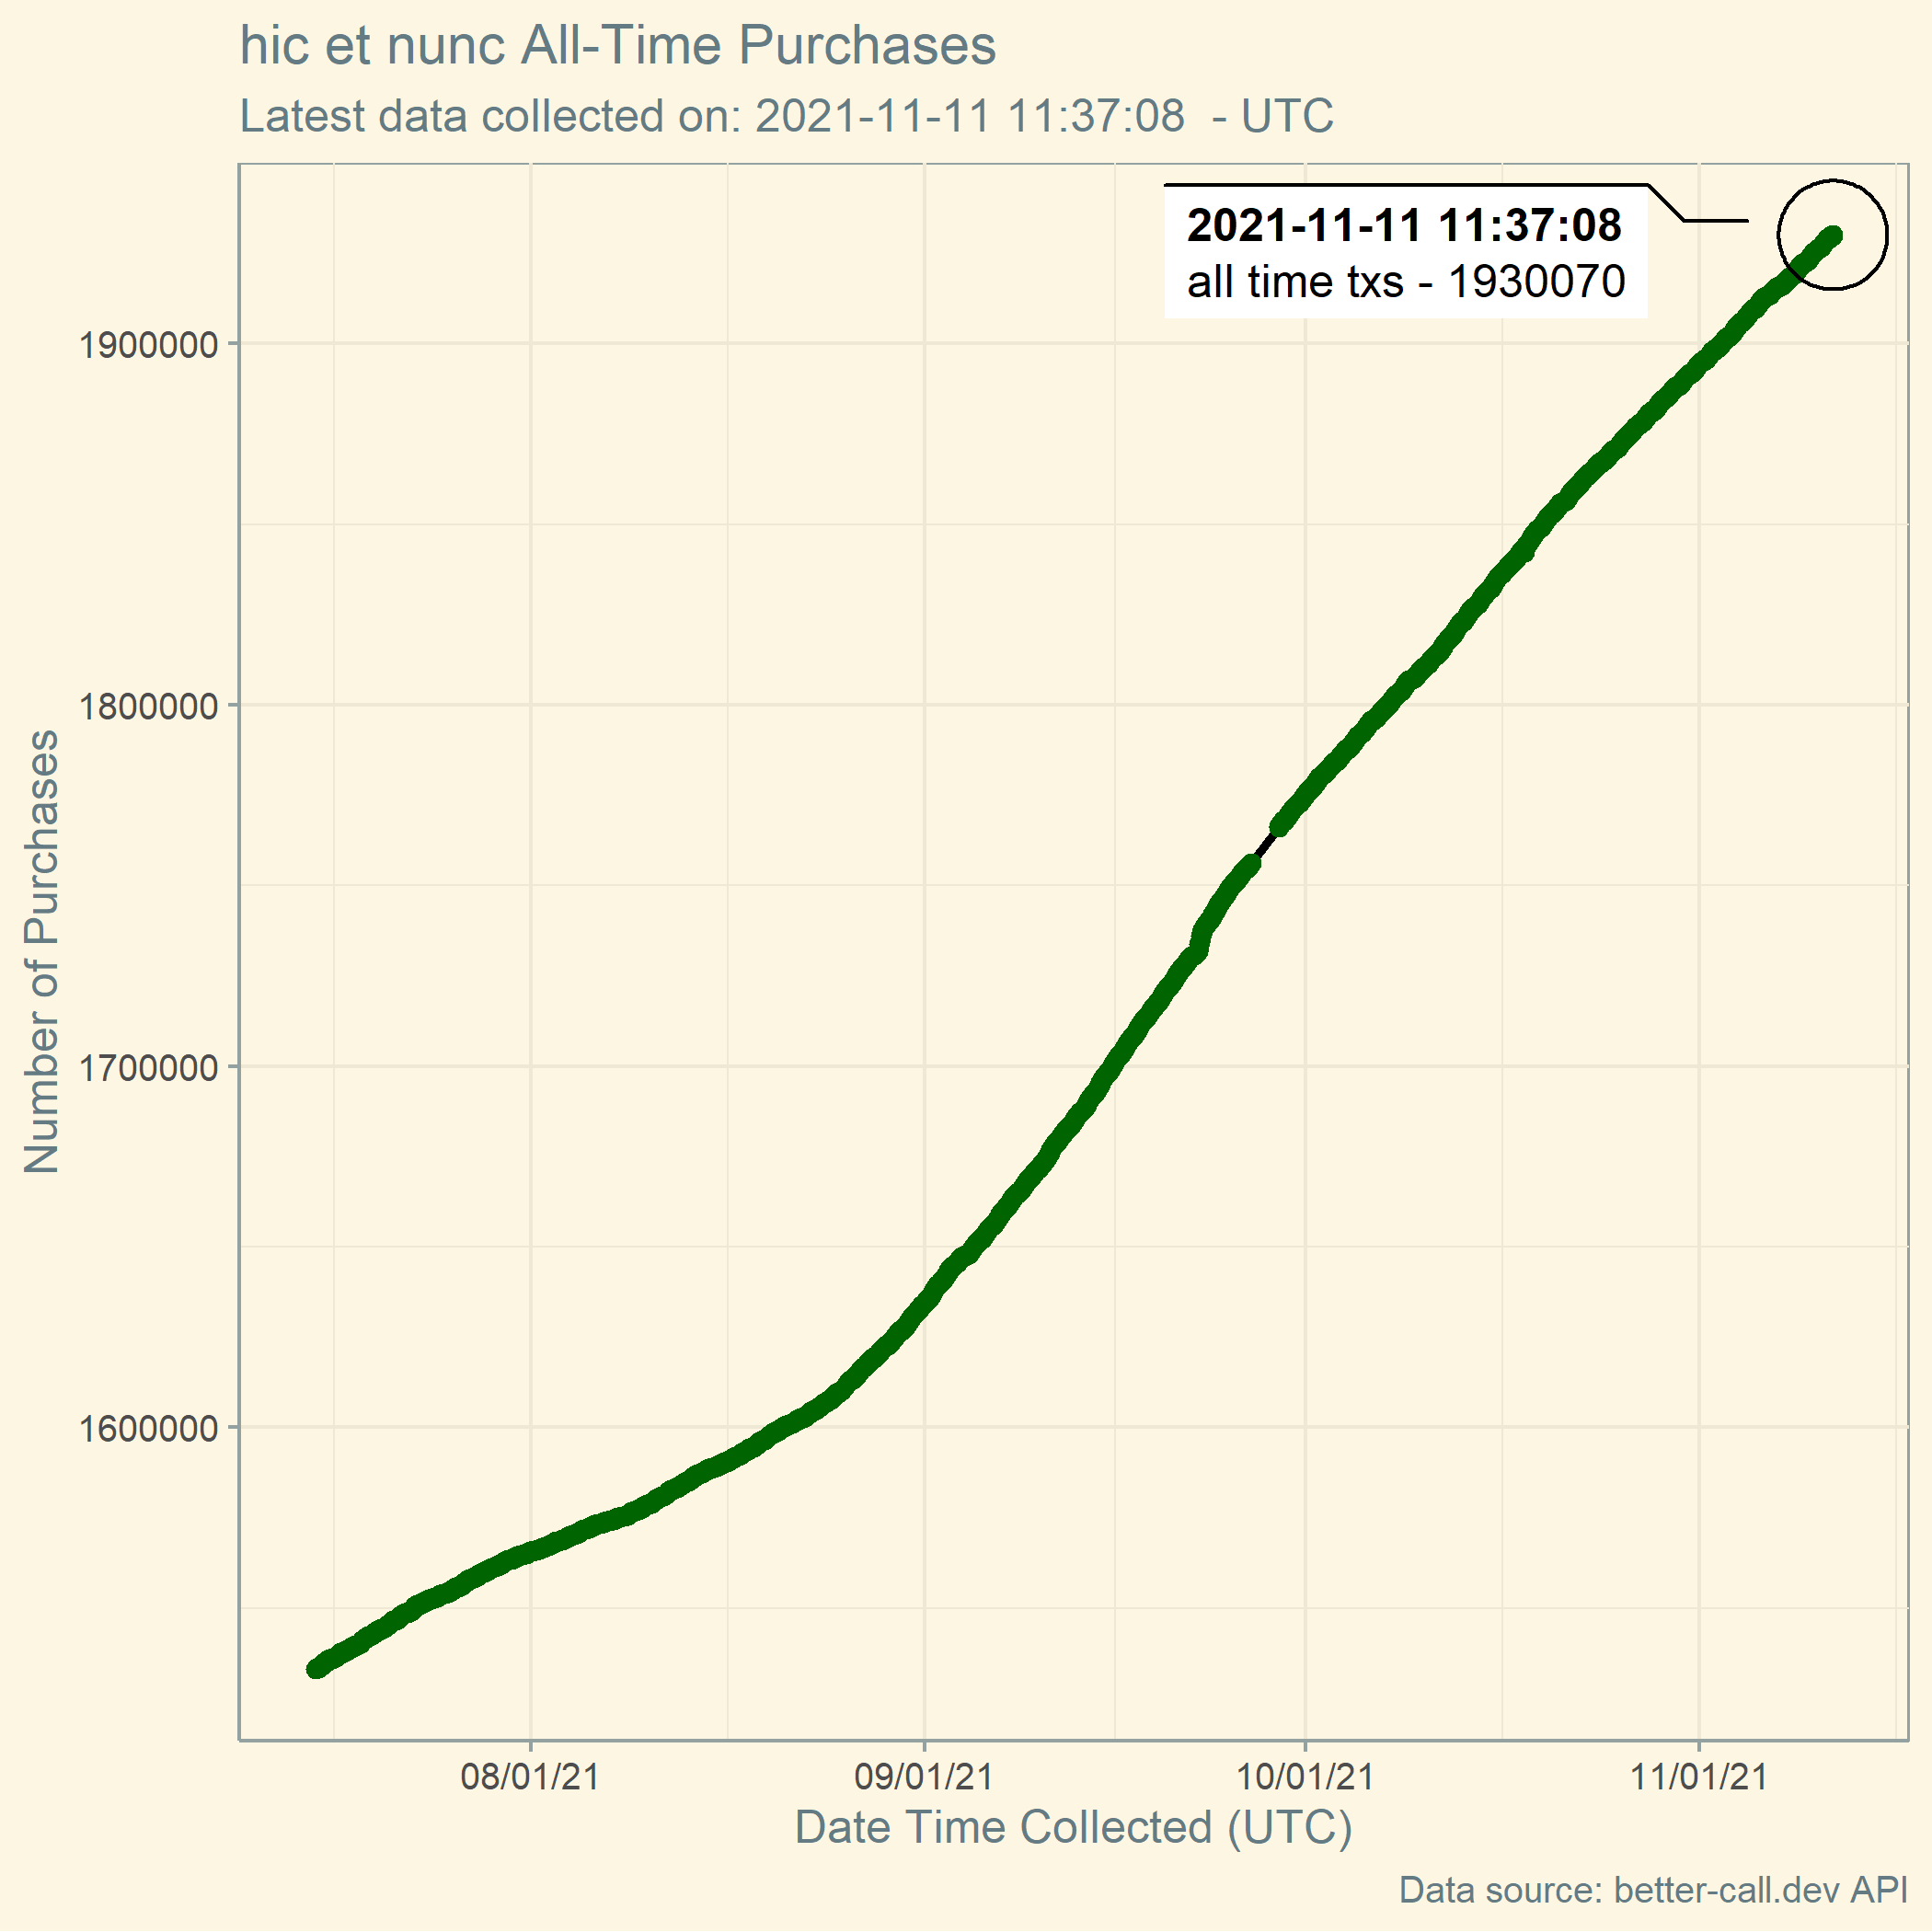 hic et nunc All-Time Purchases
Latest data collected on: 2021-11-11 11:37:08  - UTC
2021-11-11 11:37:08
all time txs - 1930070
1900000
1800000
1700000
1600000
Number of Purchases
08/01/21
09/01/21
10/01/21
11/01/21
Date Time Collected (UTC)
Data source: better-call.dev API